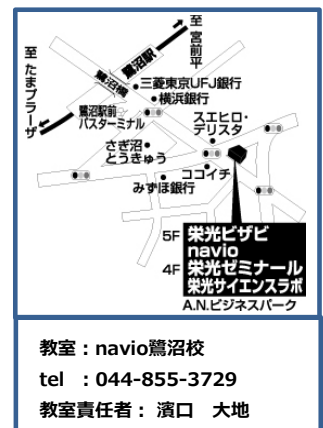 至 宮前平
至 たまプラーザ
鷺沼駅
鷺沼橋
三菱東京UFJ銀行
横浜銀行
鷺沼駅前
バスターミナル
スエヒロ・
デリスタ
さぎ沼
とうきゅう
ココイチ
みずほ銀行
5F 栄光ビザビ
navio
4F 栄光ゼミナール
栄光サイエンスラボ
A.N.ビジネスパーク
教室：navio鷺沼校
tel ：044-855-3729
教室責任者： 濱口　大地